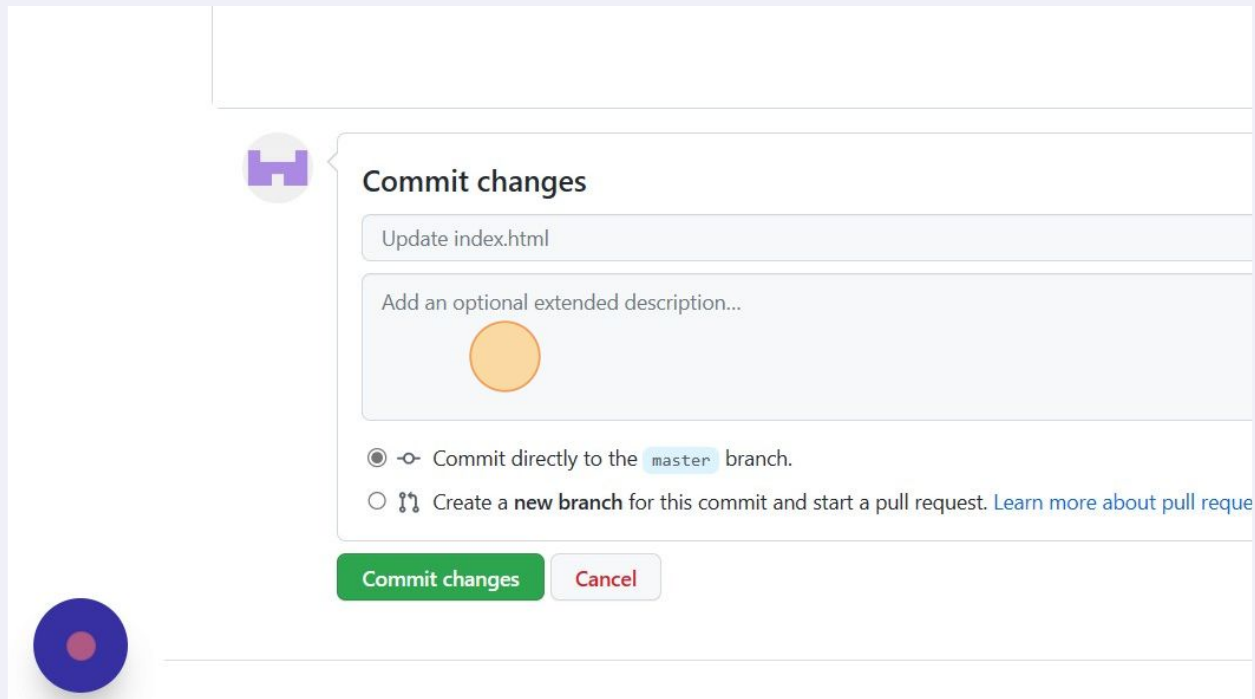 Commit changes
Update index.html
Add an optional extended description...
Commit directly to the master branch.
Create a new branch for this commit and start a pull request. Learn more about pull reque
Commit changes Cancel